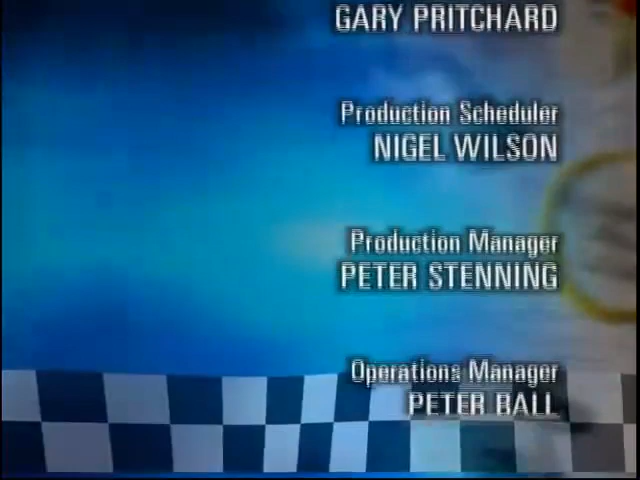 GARY PRITCHARD
Production Scheduler
NIGEL WILSON
Production Manager
PETER STENNING
Operations Manager
PETER BALL